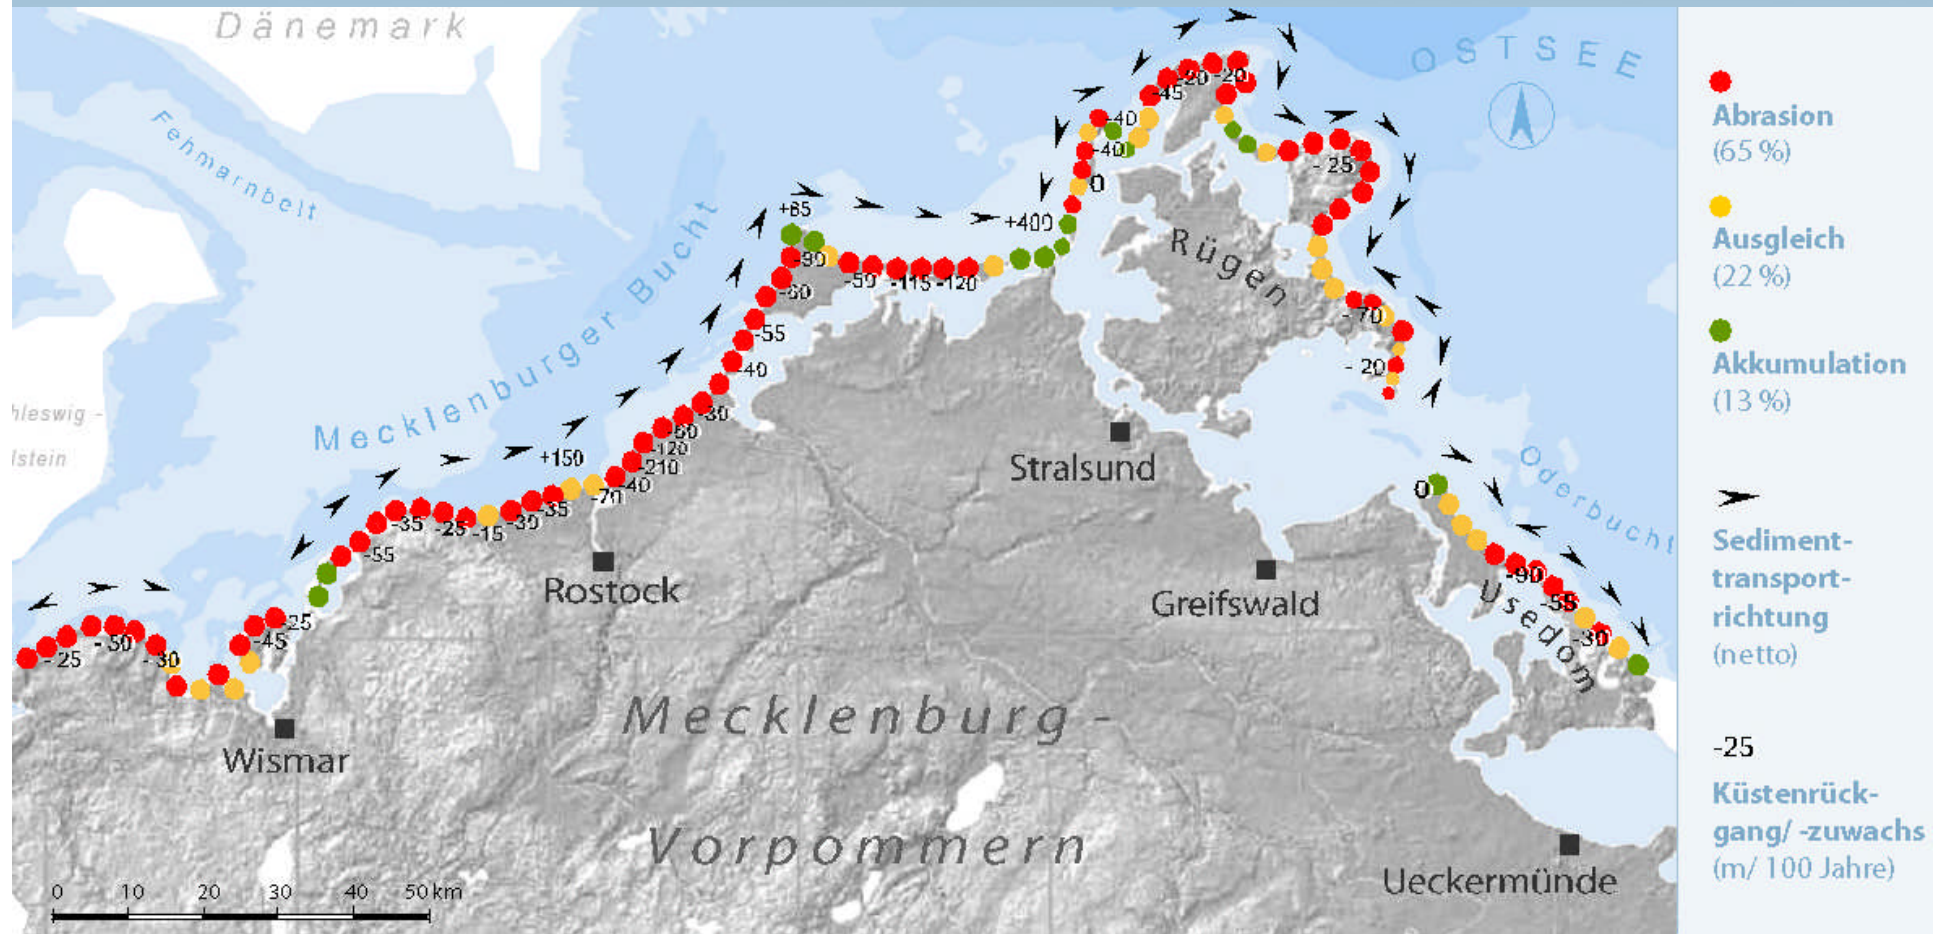 Dänemark
OSTSEE
Fehmarnbelt
Mecklenburger Bucht
Oderbucht
hleswig -
lstein
Rügen
Usedom
Stralsund
Rostock
Greifswald
Wismar
Ueckermünde
Mecklenburg -
Vorpommern
- 25
- 50
- 30
-45
-25
-55
-35
-25
-15
-30
-35
+150
-70
-40
-210
-120
-60
-30
-40
-55
-60
-90
+85
-50
-115
-120
+400
0
-40
-40
-45
-20
-20
- 25
- 70
- 20
0
-90
-55
-30
0 10 20 30 40 50 km
Abrasion
(65 %)
Ausgleich
(22 %)
Akkumulation
(13 %)
Sediment-
transport-
richtung
(netto)
-25
Küstenrück-
gang/ -zuwachs
(m/ 100 Jahre)